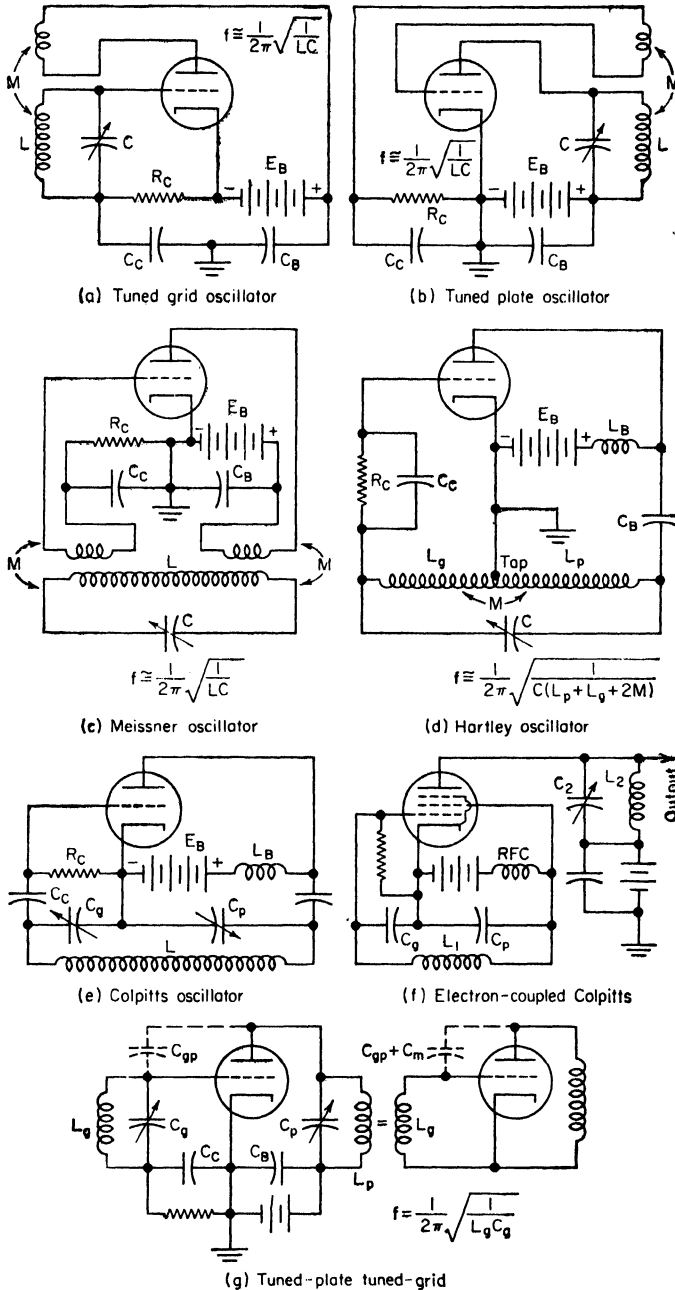 f ≅ 1/2π √1/LC
M
L
C
R_C
- E_B +
C_C
C_B
(a) Tuned grid oscillator
M
f ≅ 1/2π √1/LC
C
L
R_C
- E_B +
C_C
C_B
(b) Tuned plate oscillator
R_C
- E_B +
C_C
C_B
M
L
M
C
f ≅ 1/2π √1/LC
(c) Meissner oscillator
- E_B +
L_B
R_C
C_C
C_B
L_g
Tap
L_p
M
C
f ≅ 1/2π √1/C(L_p+L_g+2M)
(d) Hartley oscillator
R_C
- E_B +
L_B
C_C
C_g
C_p
L
(e) Colpitts oscillator
Output
C_2
L_2
RFC
C_g
L_1
C_p
(f) Electron-coupled Colpitts
C_gp
L_g
C_g
C_p
C_C
C_B
L_p
=
C_gp + C_m
L_g
f = 1/2π √1/L_g C_g
(g) Tuned-plate tuned-grid